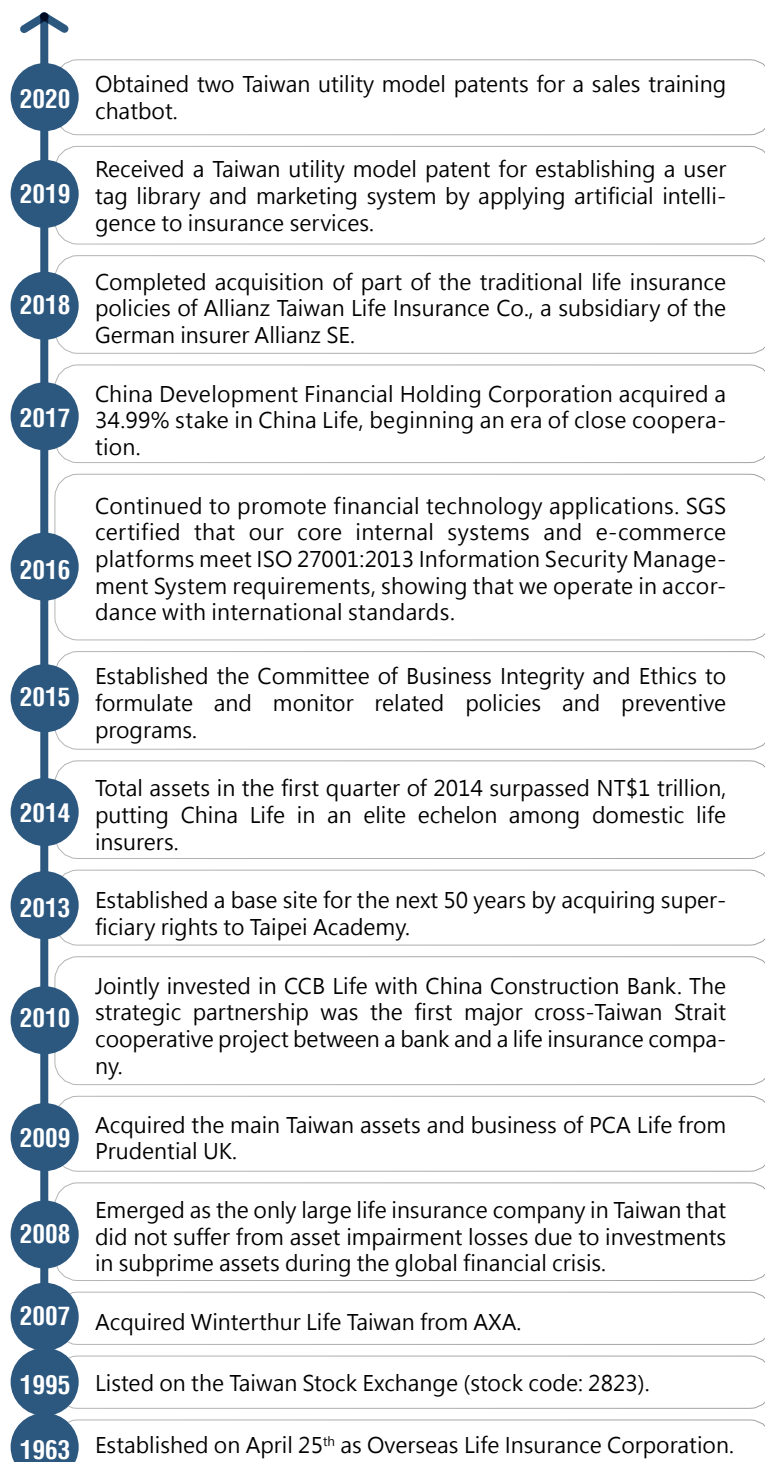 2020
Obtained two Taiwan utility model patents for a sales training
chatbot.
2019
Received a Taiwan utility model patent for establishing a user
tag library and marketing system by applying artificial intelli-
gence to insurance services.
2018
Completed acquisition of part of the traditional life insurance
policies of Allianz Taiwan Life Insurance Co., a subsidiary of the
German insurer Allianz SE.
2017
China Development Financial Holding Corporation acquired a
34.99% stake in China Life, beginning an era of close coopera-
tion.
2016
Continued to promote financial technology applications. SGS
certified that our core internal systems and e-commerce
platforms meet ISO 27001:2013 Information Security Manage-
ment System requirements, showing that we operate in accor-
dance with international standards.
2015
Established the Committee of Business Integrity and Ethics to
formulate and monitor related policies and preventive
programs.
2014
Total assets in the first quarter of 2014 surpassed NT$1 trillion,
putting China Life in an elite echelon among domestic life
insurers.
2013
Established a base site for the next 50 years by acquiring super-
ficiary rights to Taipei Academy.
2010
Jointly invested in CCB Life with China Construction Bank. The
strategic partnership was the first major cross-Taiwan Strait
cooperative project between a bank and a life insurance compa-
ny.
2009
Acquired the main Taiwan assets and business of PCA Life from
Prudential UK.
2008
Emerged as the only large life insurance company in Taiwan that
did not suffer from asset impairment losses due to investments
in subprime assets during the global financial crisis.
2007
Acquired Winterthur Life Taiwan from AXA.
1995
Listed on the Taiwan Stock Exchange (stock code: 2823).
1963
Established on April 25th as Overseas Life Insurance Corporation.